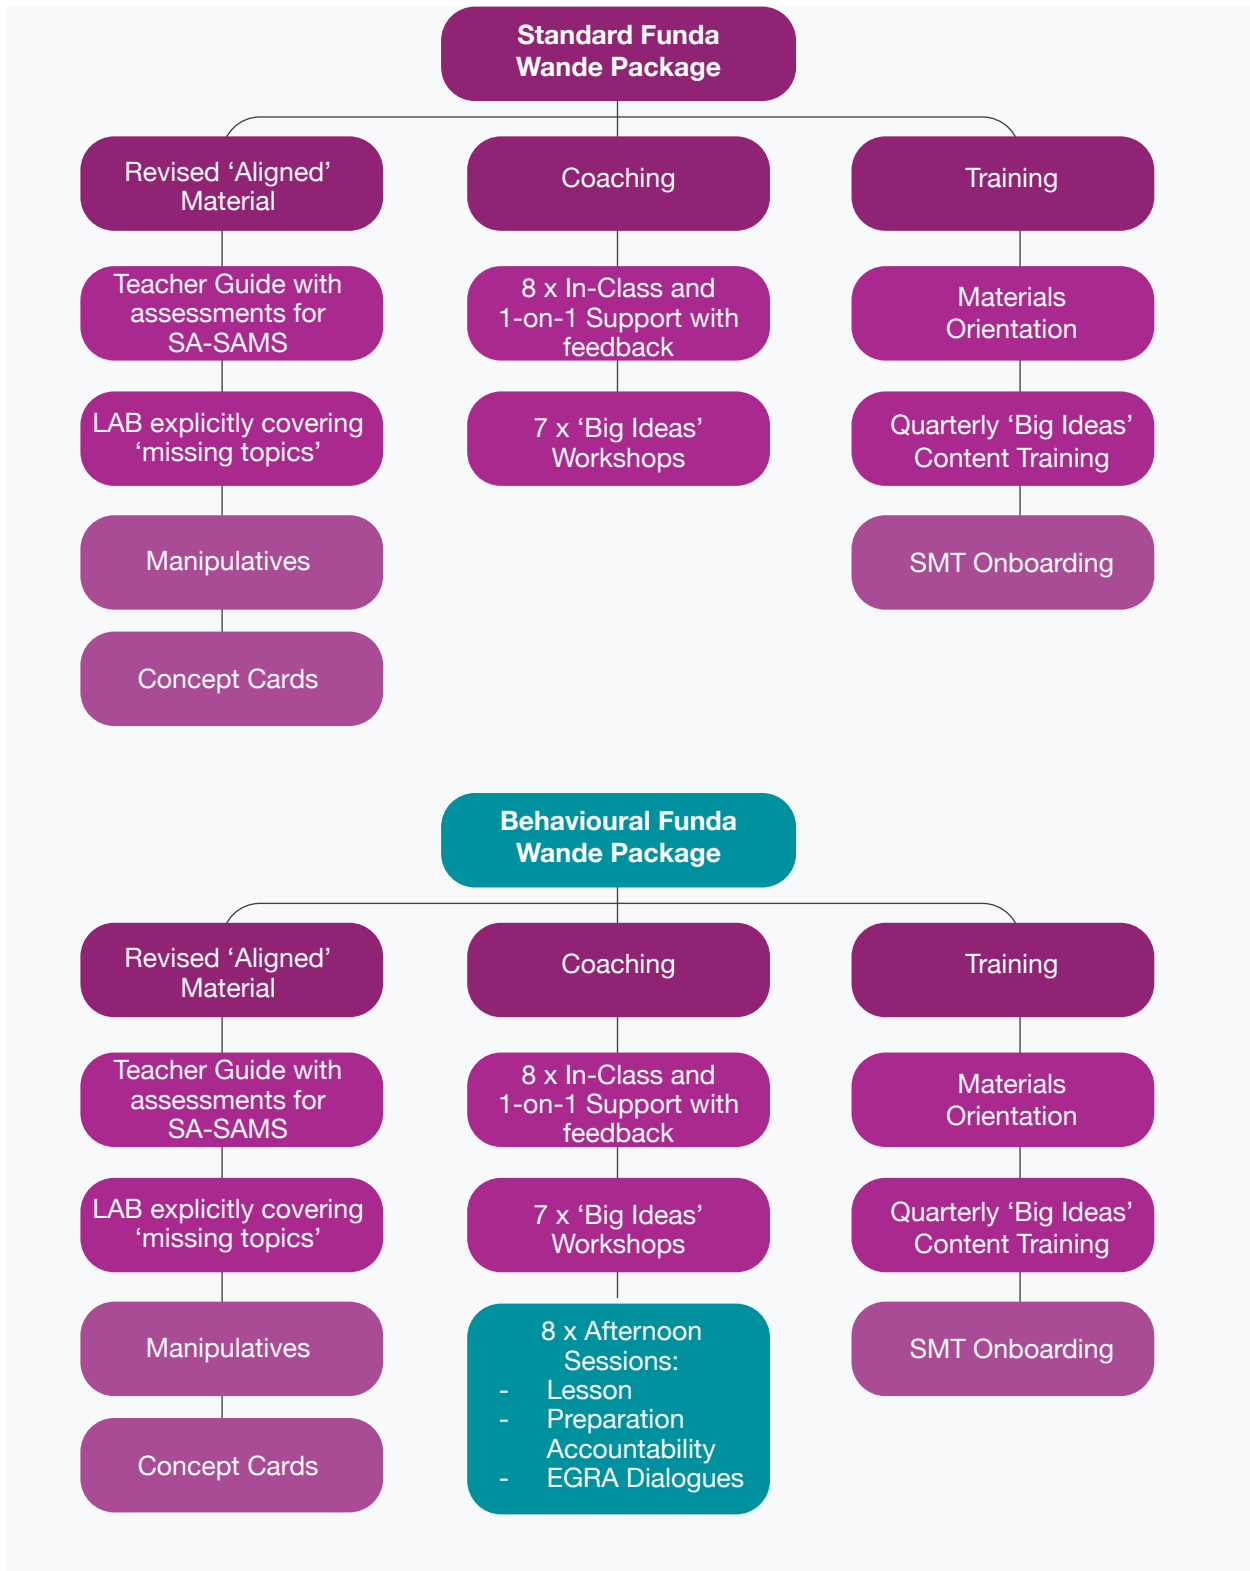 Standard Funda
Wande Package
Revised ‘Aligned’
Material
Teacher Guide with
assessments for
SA-SAMS
LAB explicitly covering
‘missing topics’
Manipulatives
Concept Cards
Coaching
8 x In-Class and
1-on-1 Support with
feedback
7 x ‘Big Ideas’
Workshops
Training
Materials
Orientation
Quarterly ‘Big Ideas’
Content Training
SMT Onboarding
Behavioural Funda
Wande Package
Revised ‘Aligned’
Material
Teacher Guide with
assessments for
SA-SAMS
LAB explicitly covering
‘missing topics’
Manipulatives
Concept Cards
Coaching
8 x In-Class and
1-on-1 Support with
feedback
7 x ‘Big Ideas’
Workshops
8 x Afternoon
Sessions:
- Lesson
- Preparation
Accountability
- EGRA Dialogues
Training
Materials
Orientation
Quarterly ‘Big Ideas’
Content Training
SMT Onboarding